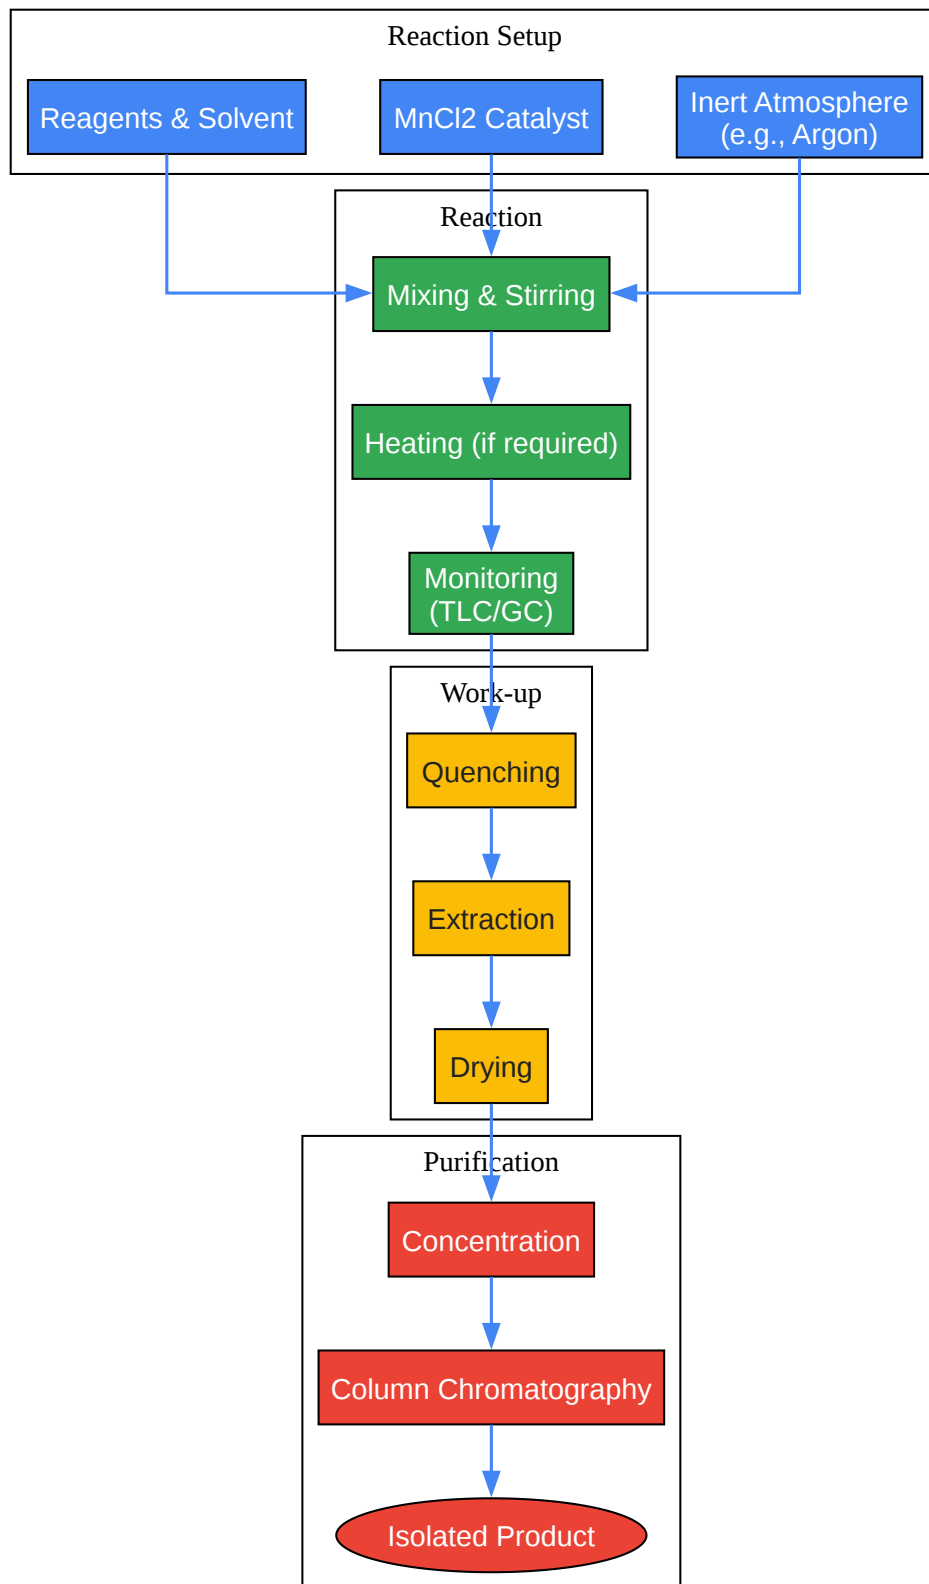 Reaction Setup
Reagents & Solvent
MnCl2 Catalyst
Inert Atmosphere
(e.g., Argon)
Reaction
Mixing & Stirring
Heating (if required)
Monitoring
(TLC/GC)
Work-up
Quenching
Extraction
Drying
Purification
Concentration
Column Chromatography
Isolated Product